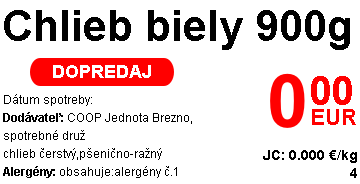 Chlieb biely 900g
DOPREDAJ
Dátum spotreby:
Dodávateľ: COOP Jednota Brezno,
spotrebné druž
chlieb čerstvý,pšenično-ražný
Alergény: obsahuje:alergény č.1
0 00
EUR
JC: 0.000 €/kg
4